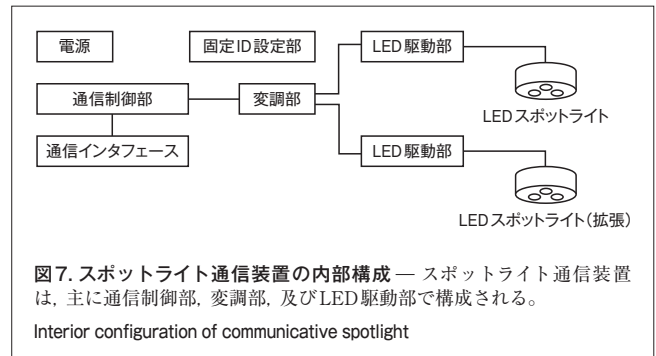 電源
固定ID設定部
LED駆動部
通信制御部
変調部
LEDスポットライト
通信インタフェース
LED駆動部
LEDスポットライト(拡張)
図7. スポットライト通信装置の内部構成 — スポットライト通信装置
は, 主に通信制御部, 変調部, 及びLED駆動部で構成される。
Interior configuration of communicative spotlight